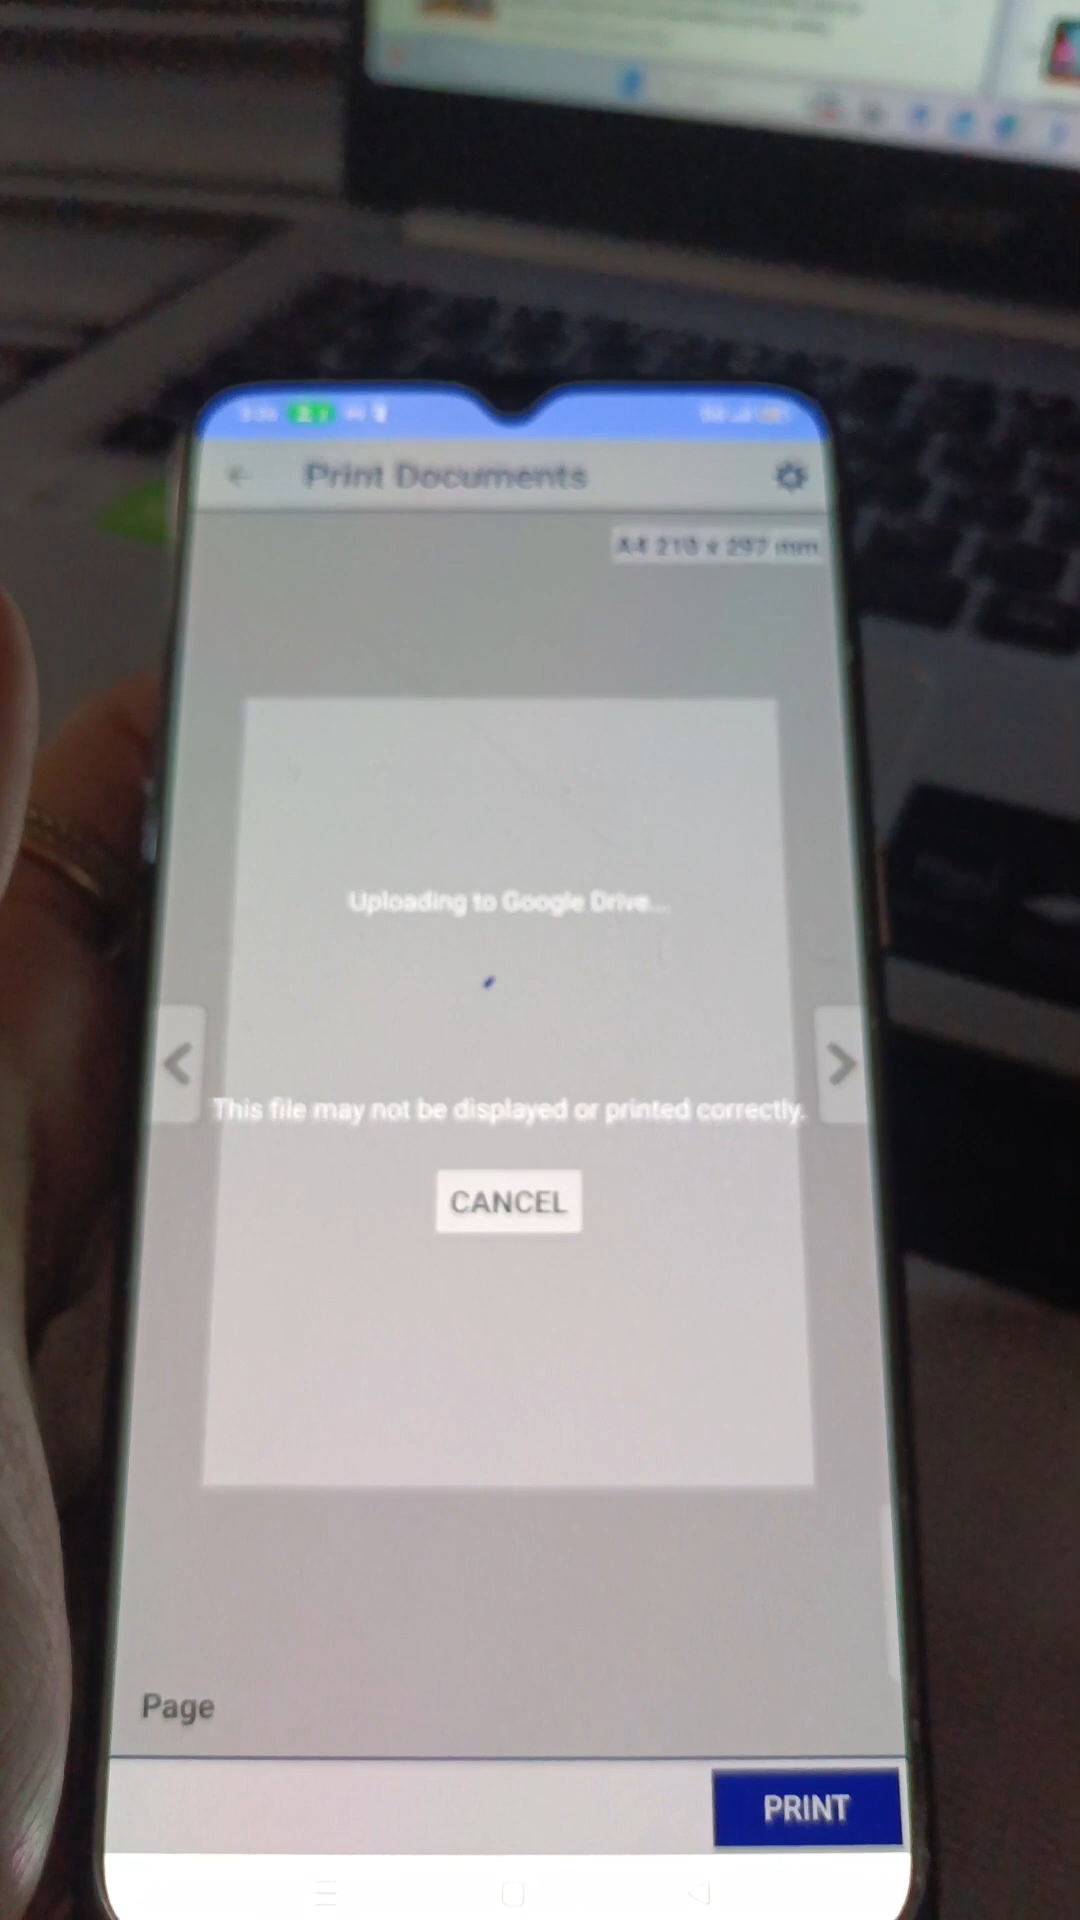 Print Documents
A4 210 x 297 mm
Uploading to Google Drive...
This file may not be displayed or printed correctly.
CANCEL
Page
PRINT